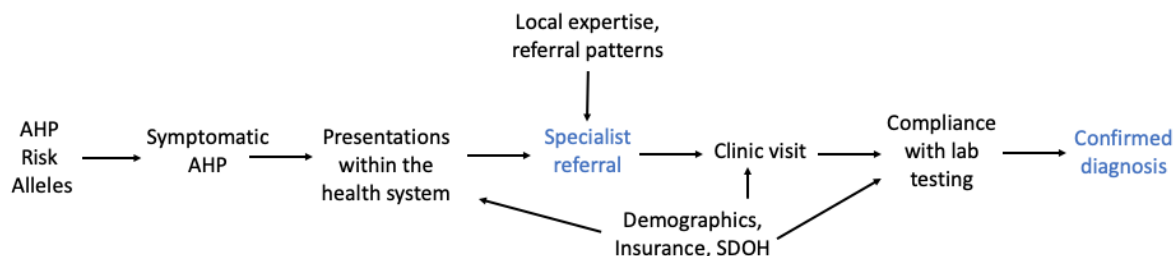 Local expertise,
referral patterns
AHP
Risk
Alleles
Symptomatic
AHP
Presentations
within the
health system
Specialist
referral
Clinic visit
Compliance
with lab
testing
Confirmed
diagnosis
Demographics,
Insurance, SDOH